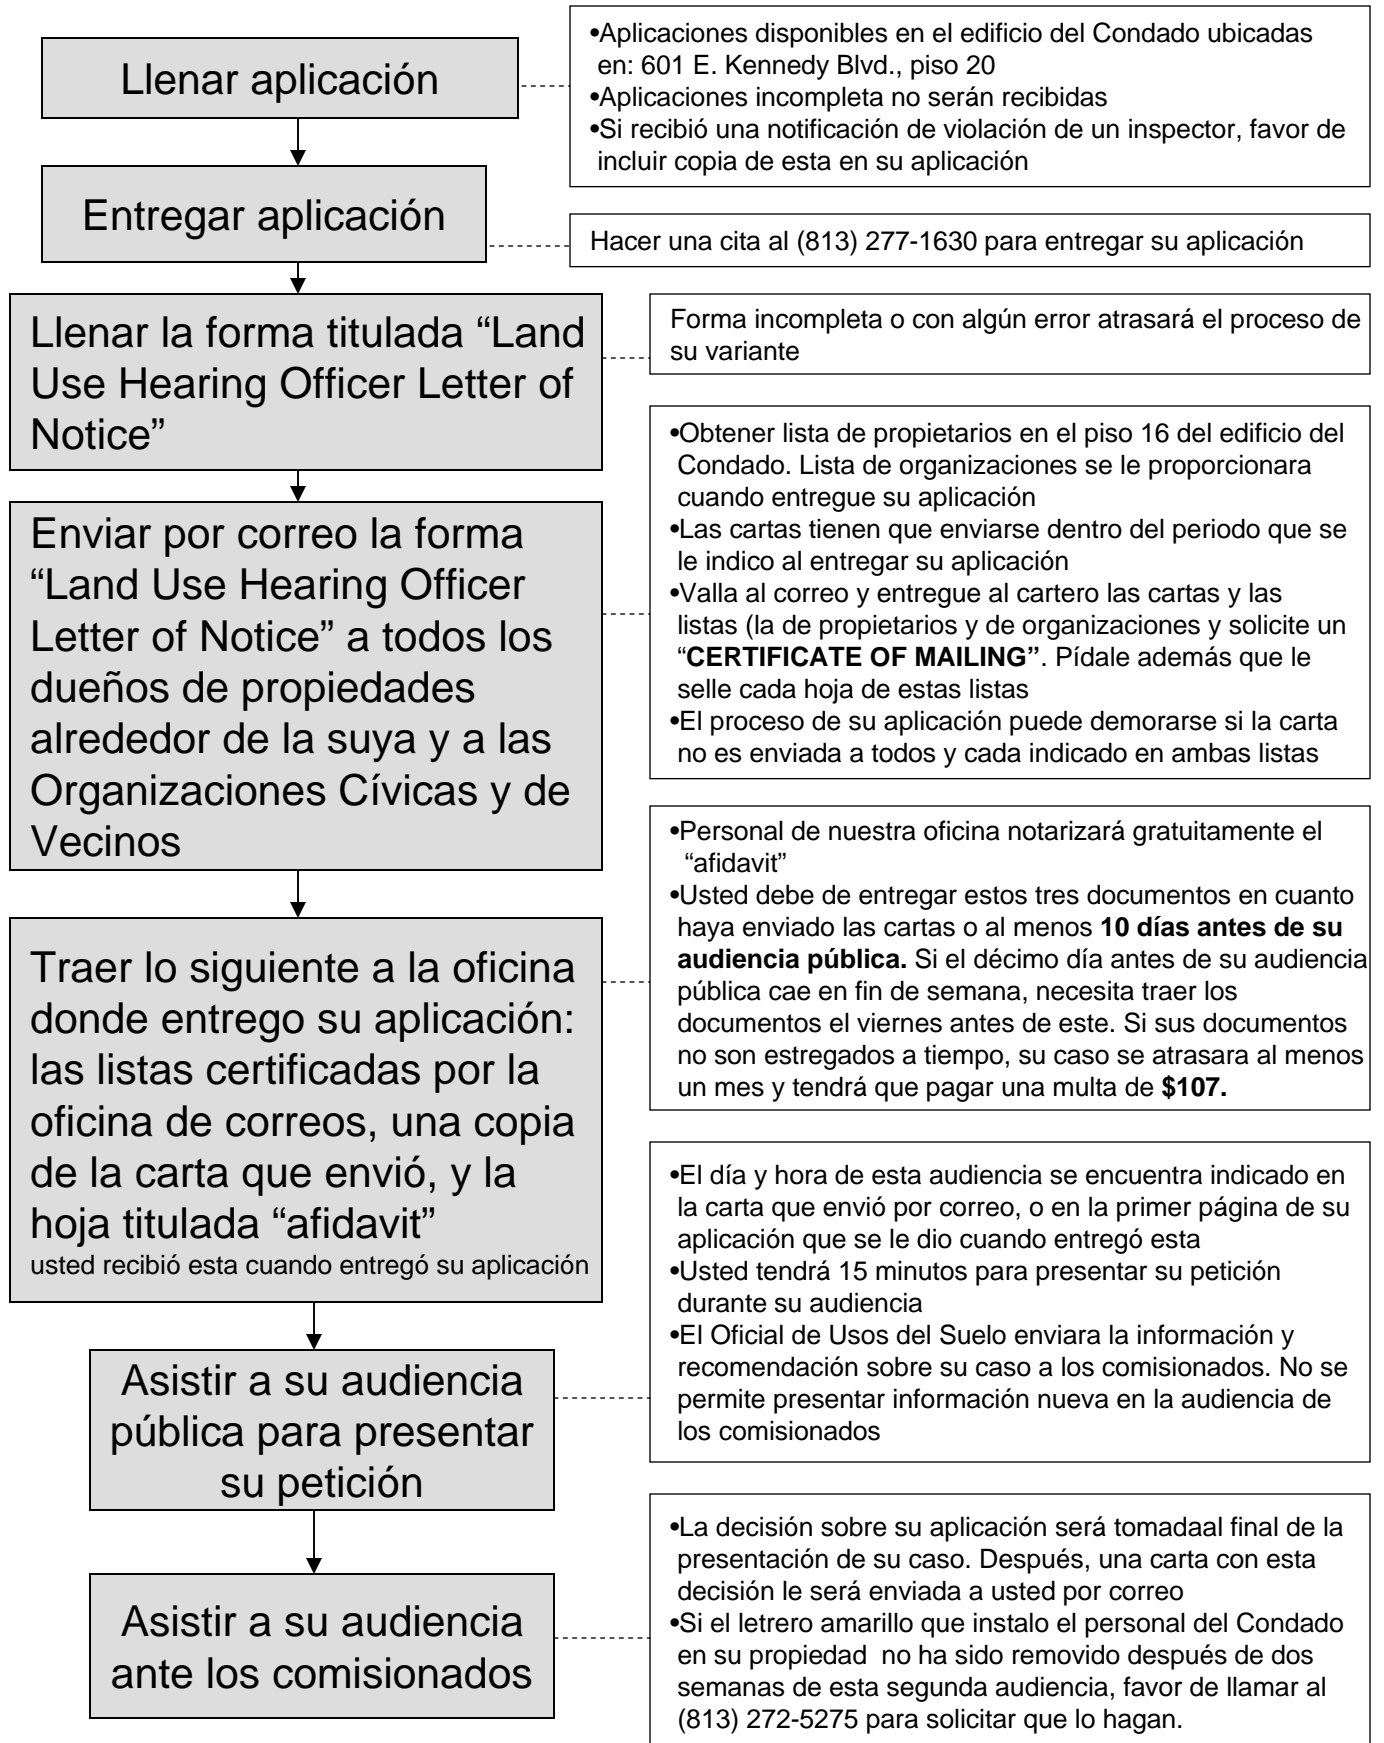 Llenar aplicación
•Aplicaciones disponibles en el edificio del Condado ubicadas
en: 601 E. Kennedy Blvd., piso 20
•Aplicaciones incompleta no serán recibidas
•Si recibió una notificación de violación de un inspector, favor de
incluir copia de esta en su aplicación
Entregar aplicación
Hacer una cita al (813) 277-1630 para entregar su aplicación
Llenar la forma titulada “Land
Use Hearing Officer Letter of
Notice”
Forma incompleta o con algún error atrasará el proceso de
su variante
Enviar por correo la forma
“Land Use Hearing Officer
Letter of Notice” a todos los
dueños de propiedades
alrededor de la suya y a las
Organizaciones Cívicas y de
Vecinos
•Obtener lista de propietarios en el piso 16 del edificio del
Condado. Lista de organizaciones se le proporcionara
cuando entregue su aplicación
•Las cartas tienen que enviarse dentro del periodo que se
le indico al entregar su aplicación
•Valla al correo y entregue al cartero las cartas y las
listas (la de propietarios y de organizaciones y solicite un
“CERTIFICATE OF MAILING”. Pídale además que le
selle cada hoja de estas listas
•El proceso de su aplicación puede demorarse si la carta
no es enviada a todos y cada indicado en ambas listas
Traer lo siguiente a la oficina
donde entrego su aplicación:
las listas certificadas por la
oficina de correos, una copia
de la carta que envió, y la
hoja titulada “afidavit”
usted recibió esta cuando entregó su aplicación
•Personal de nuestra oficina notarizará gratuitamente el
“afidavit”
•Usted debe de entregar estos tres documentos en cuanto
haya enviado las cartas o al menos 10 días antes de su
audiencia pública. Si el décimo día antes de su audiencia
pública cae en fin de semana, necesita traer los
documentos el viernes antes de este. Si sus documentos
no son estregados a tiempo, su caso se atrasara al menos
un mes y tendrá que pagar una multa de $107.
Asistir a su audiencia
pública para presentar
su petición
•El día y hora de esta audiencia se encuentra indicado en
la carta que envió por correo, o en la primer página de su
aplicación que se le dio cuando entregó esta
•Usted tendrá 15 minutos para presentar su petición
durante su audiencia
•El Oficial de Usos del Suelo enviara la información y
recomendación sobre su caso a los comisionados. No se
permite presentar información nueva en la audiencia de
los comisionados
Asistir a su audiencia
ante los comisionados
•La decisión sobre su aplicación será tomadaal final de la
presentación de su caso. Después, una carta con esta
decisión le será enviada a usted por correo
•Si el letrero amarillo que instalo el personal del Condado
en su propiedad no ha sido removido después de dos
semanas de esta segunda audiencia, favor de llamar al
(813) 272-5275 para solicitar que lo hagan.